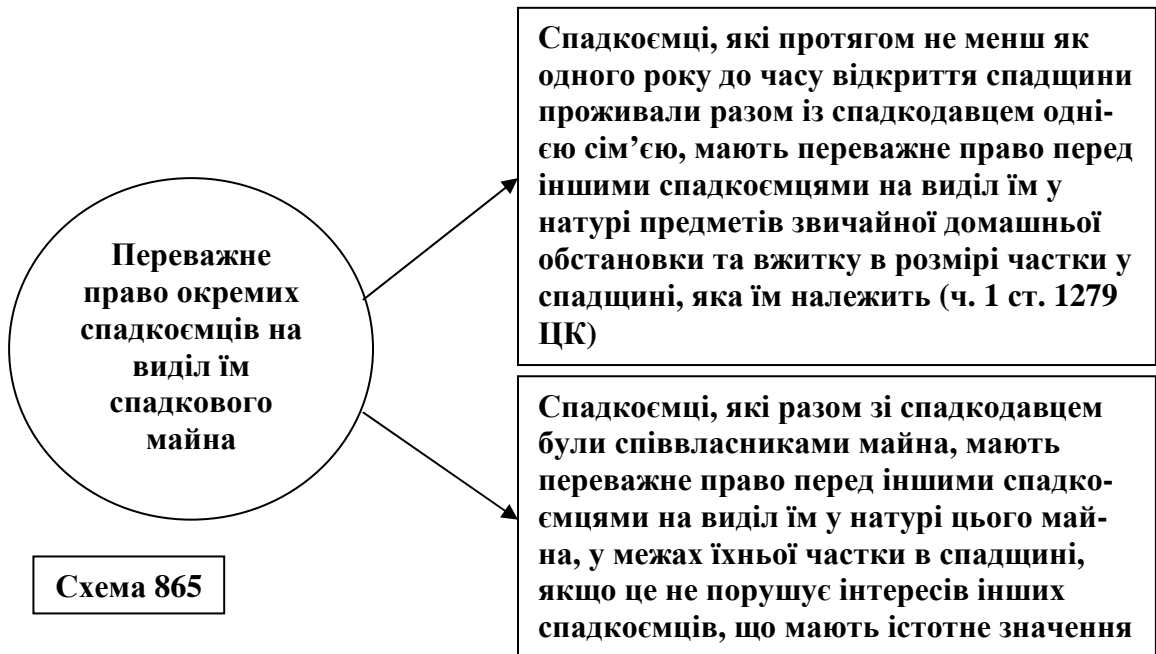 Переважне
право окремих
спадкоємців на
виділ їм
спадкового
майна
Спадкоємці, які протягом не менш як
одного року до часу відкриття спадщини
проживали разом із спадкодавцем одні-
єю сім’єю, мають переважне право перед
іншими спадкоємцями на виділ їм у
натурі предметів звичайної домашньої
обстановки та вжитку в розмірі частки у
спадщині, яка їм належить (ч. 1 ст. 1279
ЦК)
Спадкоємці, які разом зі спадкодавцем
були співвласниками майна, мають
переважне право перед іншими спадко-
ємцями на виділ їм у натурі цього май-
на, у межах їхньої частки в спадщині,
якщо це не порушує інтересів інших
спадкоємців, що мають істотне значення
Схема 865